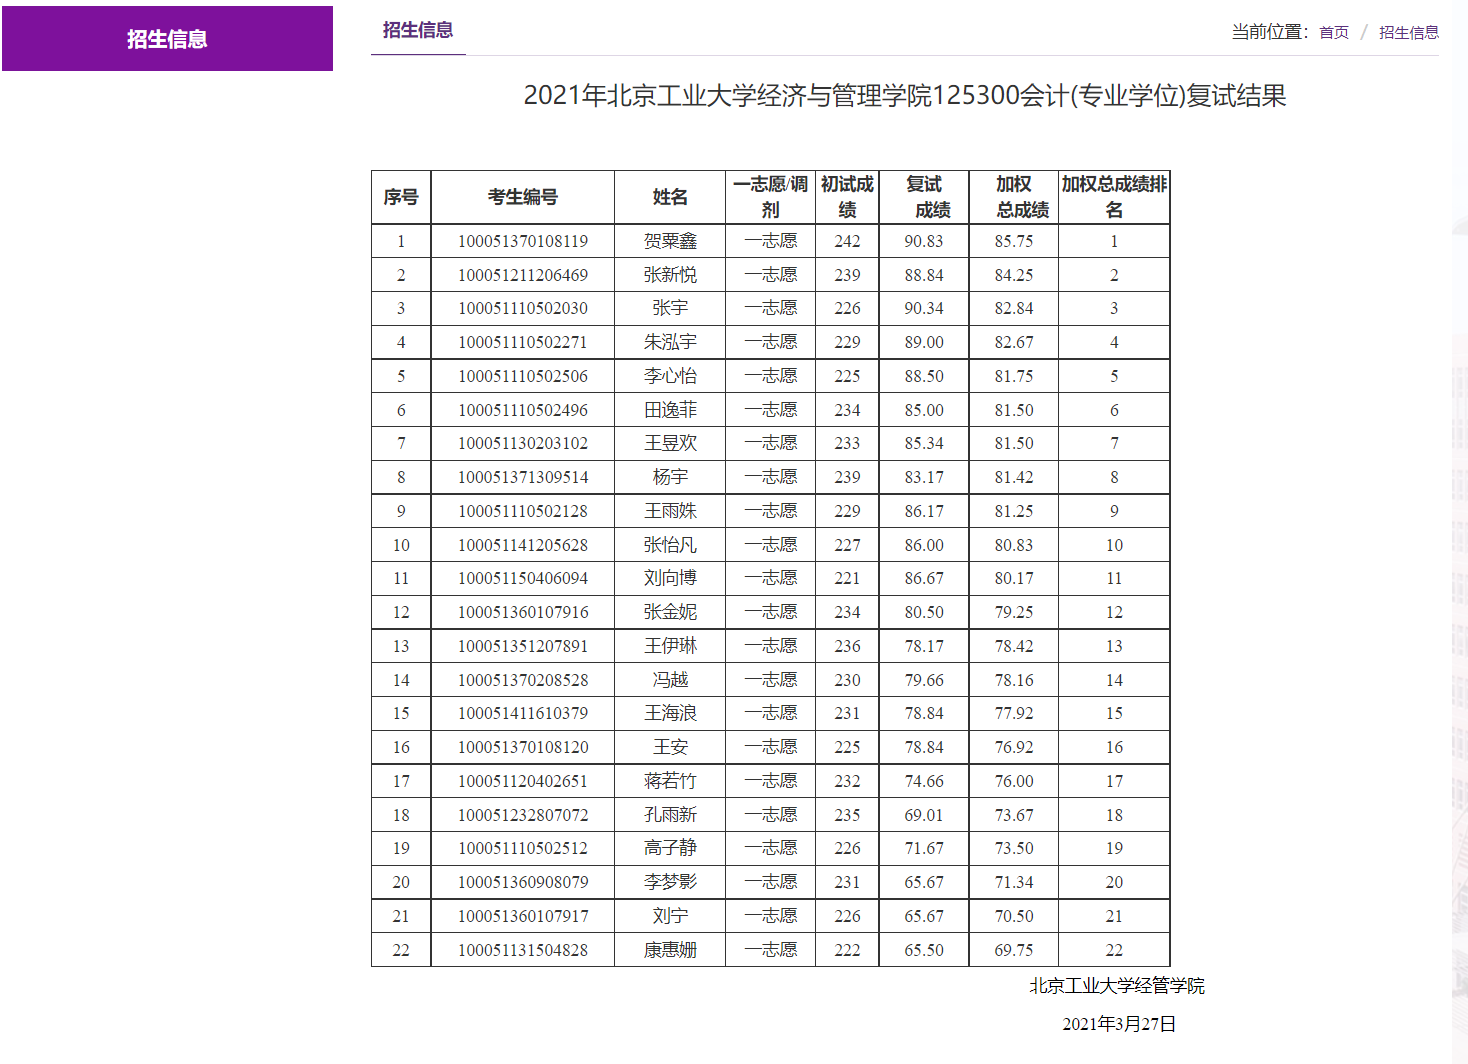 招生信息
招生信息
当前位置: 首页 / 招生信息
2021年北京工业大学经济与管理学院125300会计(专业学位)复试结果
序号 考生编号 姓名 一志愿/调剂 初试成绩 复试成绩 加权总成绩 加权总成绩排名
1 100051370108119 贺粟鑫 一志愿 242 90.83 85.75 1
2 100051211206469 张新悦 一志愿 239 88.84 84.25 2
3 100051110502030 张宇 一志愿 226 90.34 82.84 3
4 100051110502271 朱泓宇 一志愿 229 89.00 82.67 4
5 100051110502506 李心怡 一志愿 225 88.50 81.75 5
6 100051110502496 田逸菲 一志愿 234 85.00 81.50 6
7 100051130203102 王昱欢 一志愿 233 85.34 81.50 7
8 100051371309514 杨宇 一志愿 239 83.17 81.42 8
9 100051110502128 王雨姝 一志愿 229 86.17 81.25 9
10 100051141205628 张怡凡 一志愿 227 86.00 80.83 10
11 100051150406094 刘向博 一志愿 221 86.67 80.17 11
12 100051360107916 张金妮 一志愿 234 80.50 79.25 12
13 100051351207891 王伊琳 一志愿 236 78.17 78.42 13
14 100051370208528 冯越 一志愿 230 79.66 78.16 14
15 100051411610379 王海浪 一志愿 231 78.84 77.92 15
16 100051370108120 王安 一志愿 225 78.84 76.92 16
17 100051120402651 蒋若竹 一志愿 232 74.66 76.00 17
18 100051232807072 孔雨新 一志愿 235 69.01 73.67 18
19 100051110502512 高子静 一志愿 226 71.67 73.50 19
20 100051360908079 李梦影 一志愿 231 65.67 71.34 20
21 100051360107917 刘宁 一志愿 226 65.67 70.50 21
22 100051131504828 康惠姗 一志愿 222 65.50 69.75 22
北京工业大学经管学院
2021年3月27日